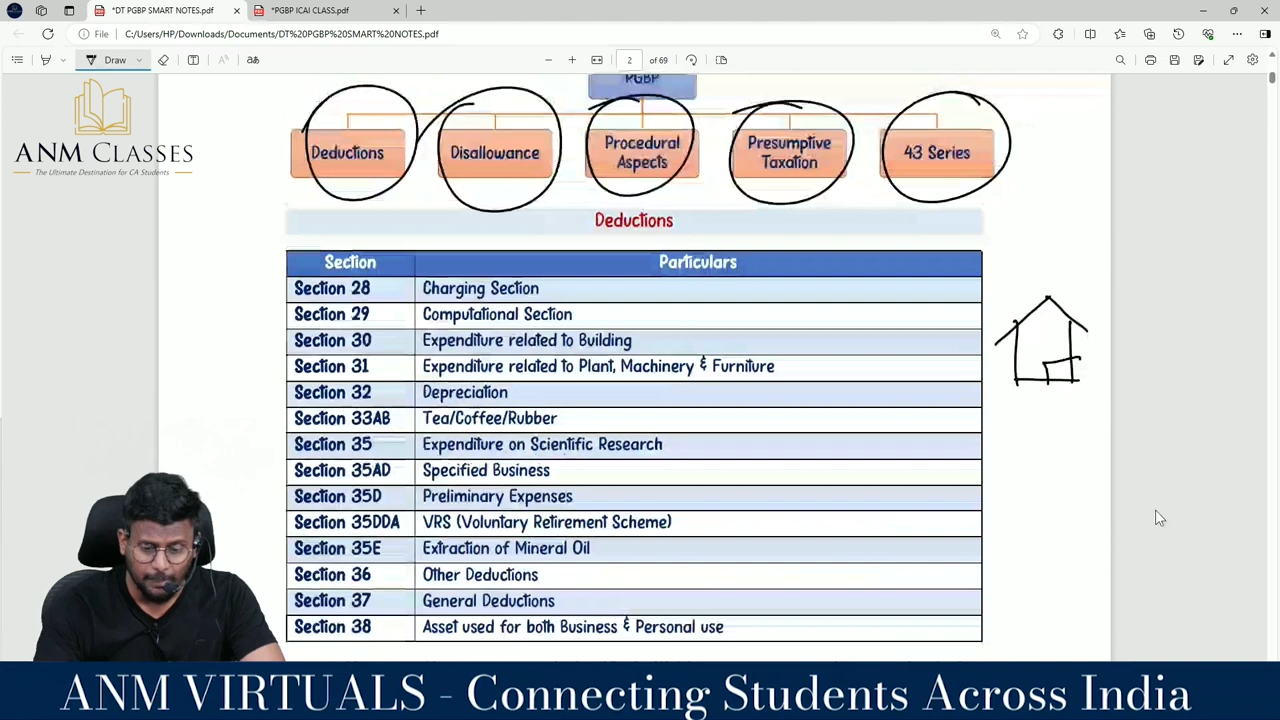 *DT PGBP SMART NOTES.pdf
*PGBP ICAI CLASS.pdf
File C:/Users/HP/Downloads/Documents/DT%20PGBP%20SMART%20NOTES.pdf
Draw 2 of 69
ANM CLASSES
The Ultimate Destination for CA Students
PGBP
Deductions
Disallowance
Procedural
Aspects
Presumptive
Taxation
43 Series
Deductions
Section Particulars
Section 28 Charging Section
Section 29 Computational Section
Section 30 Expenditure related to Building
Section 31 Expenditure related to Plant, Machinery & Furniture
Section 32 Depreciation
Section 33AB Tea/Coffee/Rubber
Section 35 Expenditure on Scientific Research
Section 35AD Specified Business
Section 35D Preliminary Expenses
Section 35DDA VRS (Voluntary Retirement Scheme)
Section 35E Extraction of Mineral Oil
Section 36 Other Deductions
Section 37 General Deductions
Section 38 Asset used for both Business & Personal use
ANM VIRTUALS - Connecting Students Across India